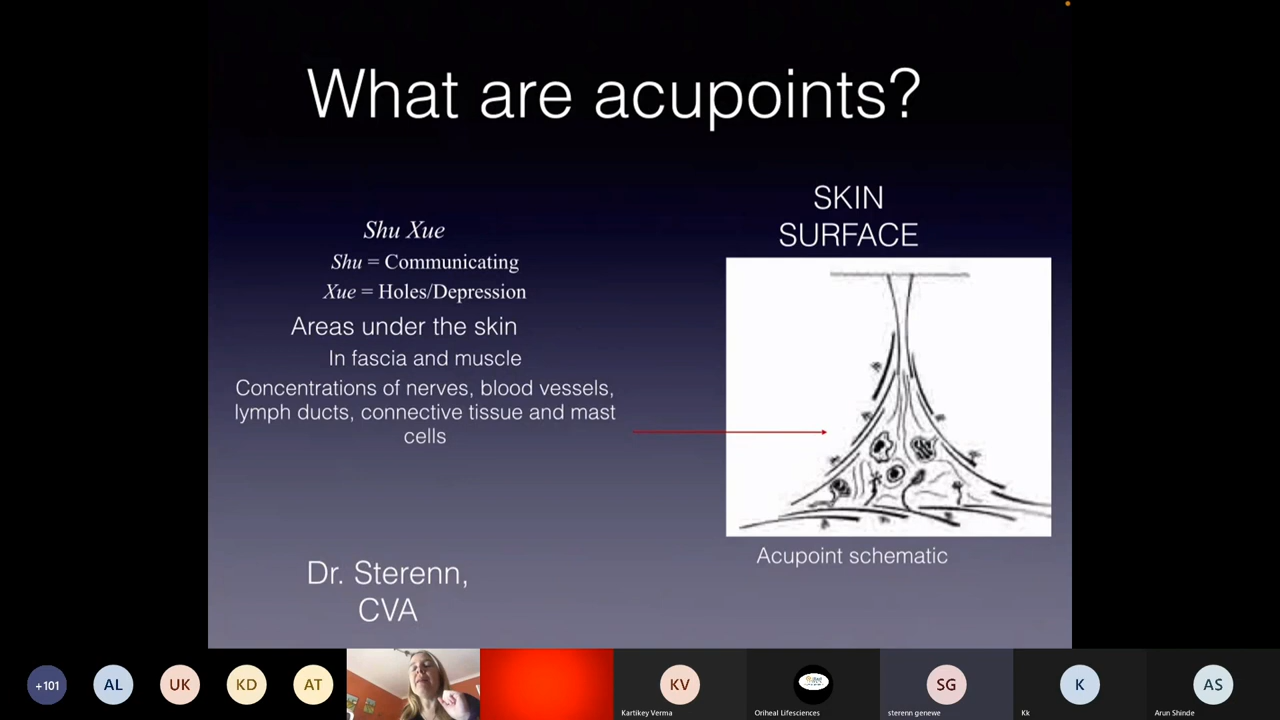 What are acupoints?
SKIN
SURFACE
Shu Xue
Shu = Communicating
Xue = Holes/Depression
Areas under the skin
In fascia and muscle
Concentrations of nerves, blood vessels,
lymph ducts, connective tissue and mast
cells
Acupoint schematic
Dr. Sterenn,
CVA
+101
AL
UK
KD
AT
KV
SG
K
AS
Kartikey Verma
Oriheal Lifesciences
sterenn genewe
Kk
Arun Shinde